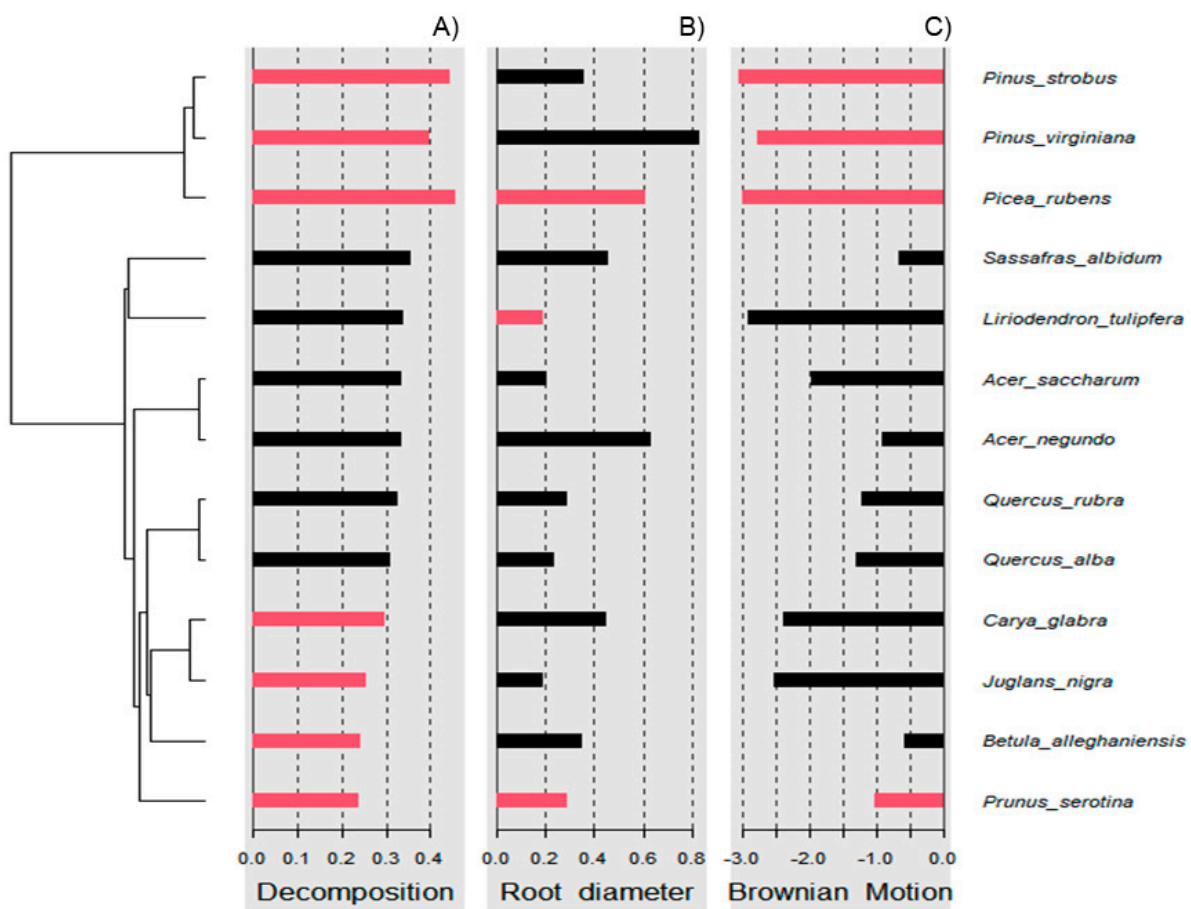 A) B) C)
Pinus_strobus
Pinus_virginiana
Picea_rubens
Sassafras_albidum
Liriodendron_tulipfera
Acer_saccharum
Acer_negundo
Quercus_rubra
Quercus_alba
Carya_glabra
Juglans_nigra
Betula_alleghaniensis
Prunus_serotina
0.0 0.1 0.2 0.3 0.4 0.0 0.2 0.4 0.6 0.8 -3.0 -2.0 -1.0 0.0
Decomposition Root diameter Brownian Motion